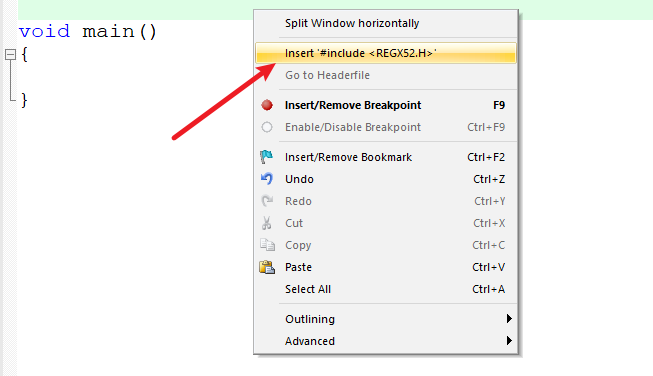 Split Window horizontally
void main()
Insert '#include <REGX52.H>'
{
Go to Headerfile
}
Insert/Remove Breakpoint F9
Enable/Disable Breakpoint Ctrl+F9
Insert/Remove Bookmark Ctrl+F2
Undo Ctrl+Z
Redo Ctrl+Y
Cut Ctrl+X
Copy Ctrl+C
Paste Ctrl+V
Select All Ctrl+A
Outlining
Advanced